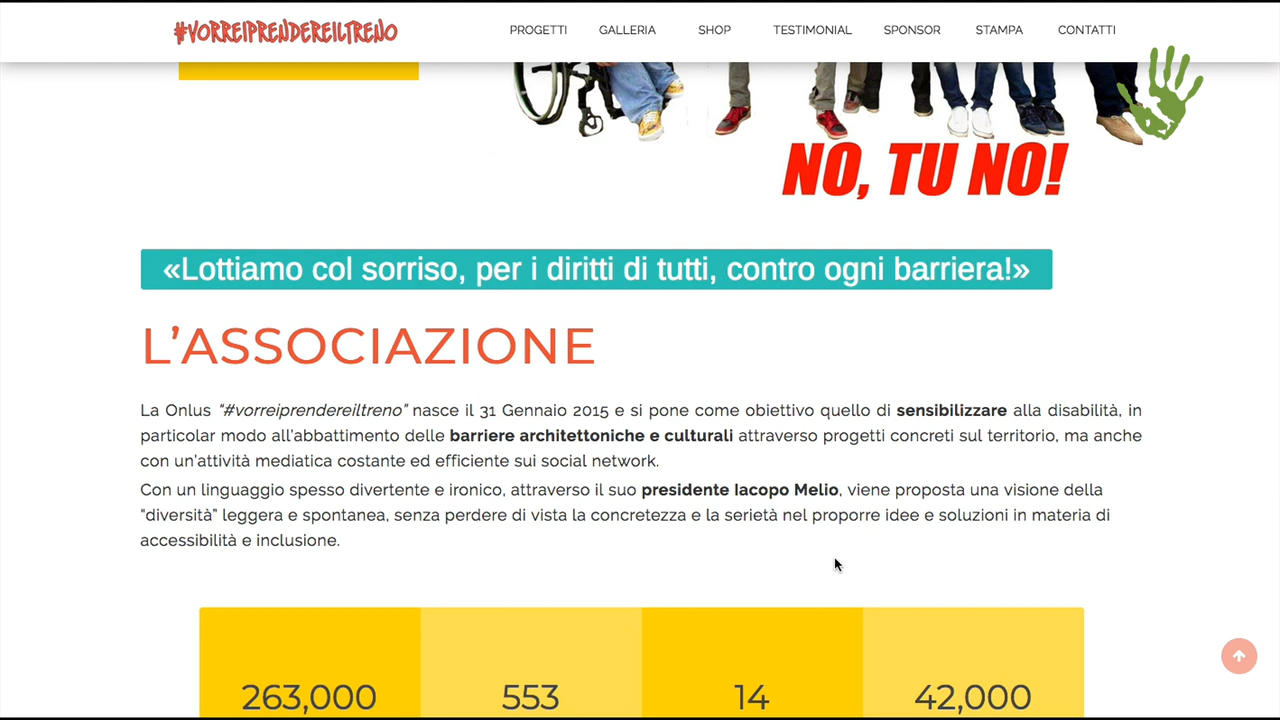 #VORREIPRENDEREILTRENO
PROGETTI GALLERIA SHOP TESTIMONIAL SPONSOR STAMPA CONTATTI
NO, TU NO!
«Lottiamo col sorriso, per i diritti di tutti, contro ogni barriera!»
L’ASSOCIAZIONE
La Onlus “#vorreiprendereiltreno” nasce il 31 Gennaio 2015 e si pone come obiettivo quello di sensibilizzare alla disabilità, in
particolar modo all’abbattimento delle barriere architettoniche e culturali attraverso progetti concreti sul territorio, ma anche
con un’attività mediatica costante ed efficiente sui social network.
Con un linguaggio spesso divertente e ironico, attraverso il suo presidente Iacopo Melio, viene proposta una visione della
“diversità” leggera e spontanea, senza perdere di vista la concretezza e la serietà nel proporre idee e soluzioni in materia di
accessibilità e inclusione.
263,000 553 14 42,000